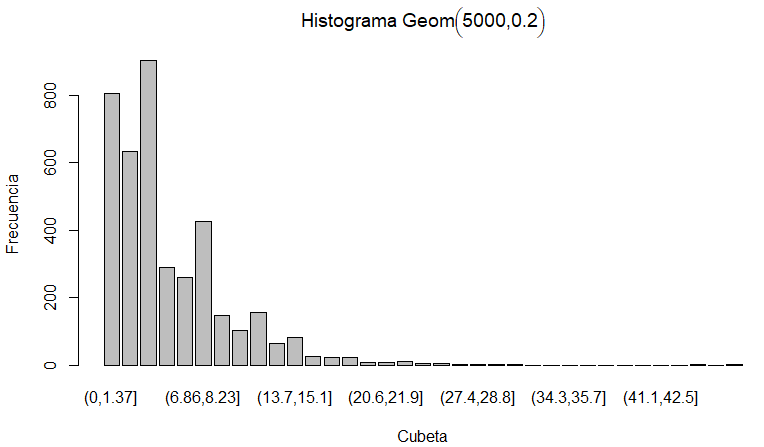 Histograma Geom(5000,0.2)
Frecuencia
800
600
400
200
0
(0,1.37] (6.86,8.23] (13.7,15.1] (20.6,21.9] (27.4,28.8] (34.3,35.7] (41.1,42.5]
Cubeta